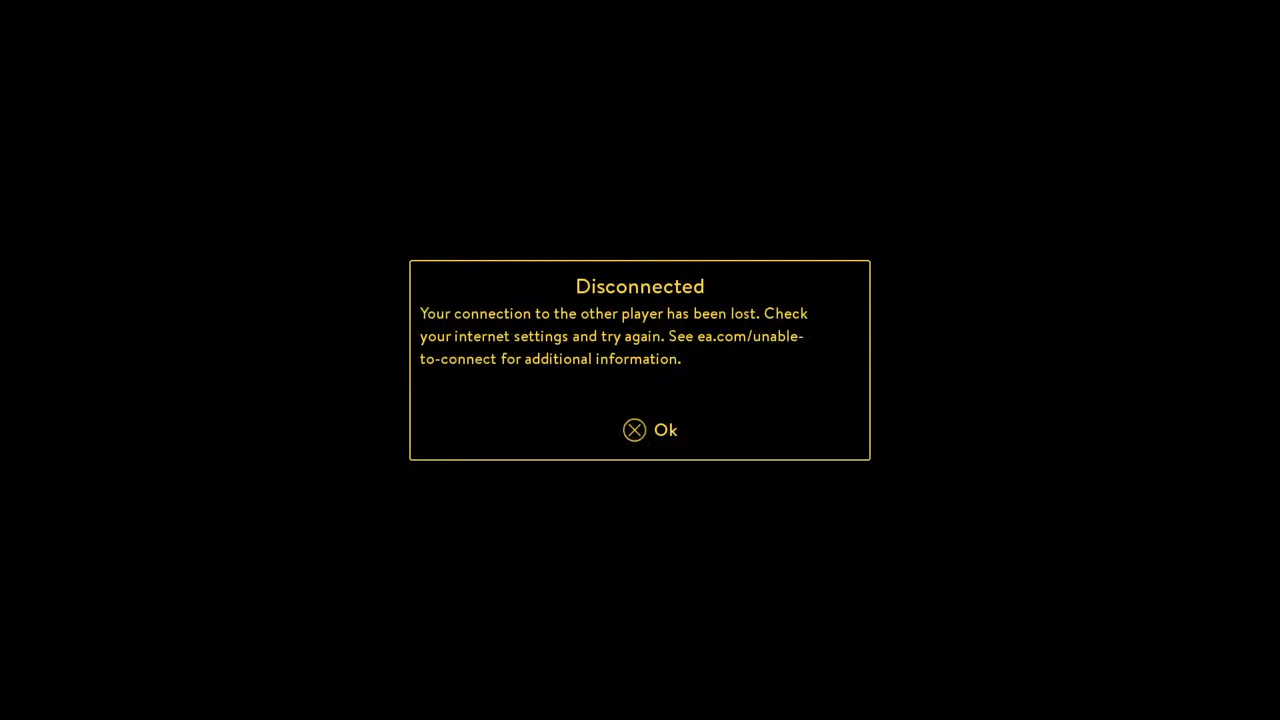 Disconnected
Your connection to the other player has been lost. Check
your internet settings and try again. See ea.com/unable-
to-connect for additional information.
Ok